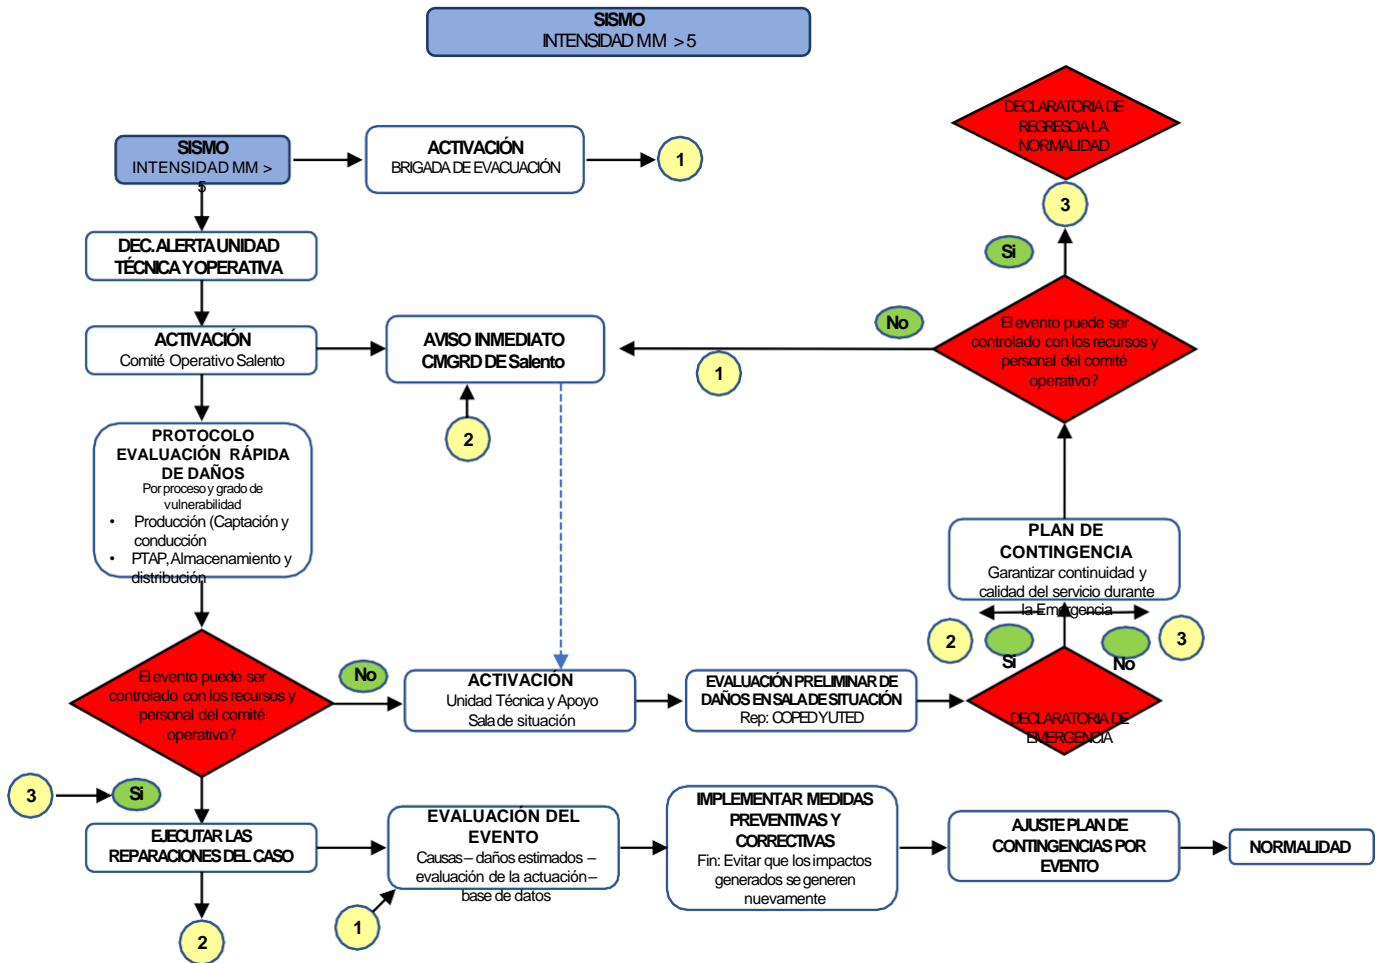 SISMO
INTENSIDAD MM > 5
SISMO
INTENSIDAD MM >
5
ACTIVACIÓN
BRIGADA DE EVACUACIÓN
1
DECLARATORIA DE
REGRESO A LA
NORMALIDAD
3
DEC. ALERTA UNIDAD
TÉCNICA Y OPERATIVA
Si
ACTIVACIÓN
Comité Operativo Salento
AVISO INMEDIATO
CMGRD DE Salento
No
1
El evento puede ser
controlado con los recursos y
personal del comité
operativo?
2
PROTOCOLO
EVALUACIÓN RÁPIDA
DE DAÑOS
Por proceso y grado de
vulnerabilidad
• Producción (Captación y
conducción
• PTAP, Almacenamiento y
distribución
PLAN DE
CONTINGENCIA
Garantizar continuidad y
calidad del servicio durante
la Emergencia
2
Si
No
3
El evento puede ser
controlado con los recursos y
personal del comité
operativo?
No
ACTIVACIÓN
Unidad Técnica y Apoyo
Sala de situación
EVALUACIÓN PRELIMINAR DE
DAÑOS EN SALA DE SITUACIÓN
Rep: COPED Y UTED
DECLARATORIA DE
EMERGENCIA
3
Si
EJECUTAR LAS
REPARACIONES DEL CASO
2
EVALUACIÓN DEL
EVENTO
Causas – daños estimados –
evaluación de la actuación –
base de datos
1
IMPLEMENTAR MEDIDAS
PREVENTIVAS Y
CORRECTIVAS
Fin: Evitar que los impactos
generados se generen
nuevamente
AJUSTE PLAN DE
CONTINGENCIAS POR
EVENTO
NORMALIDAD